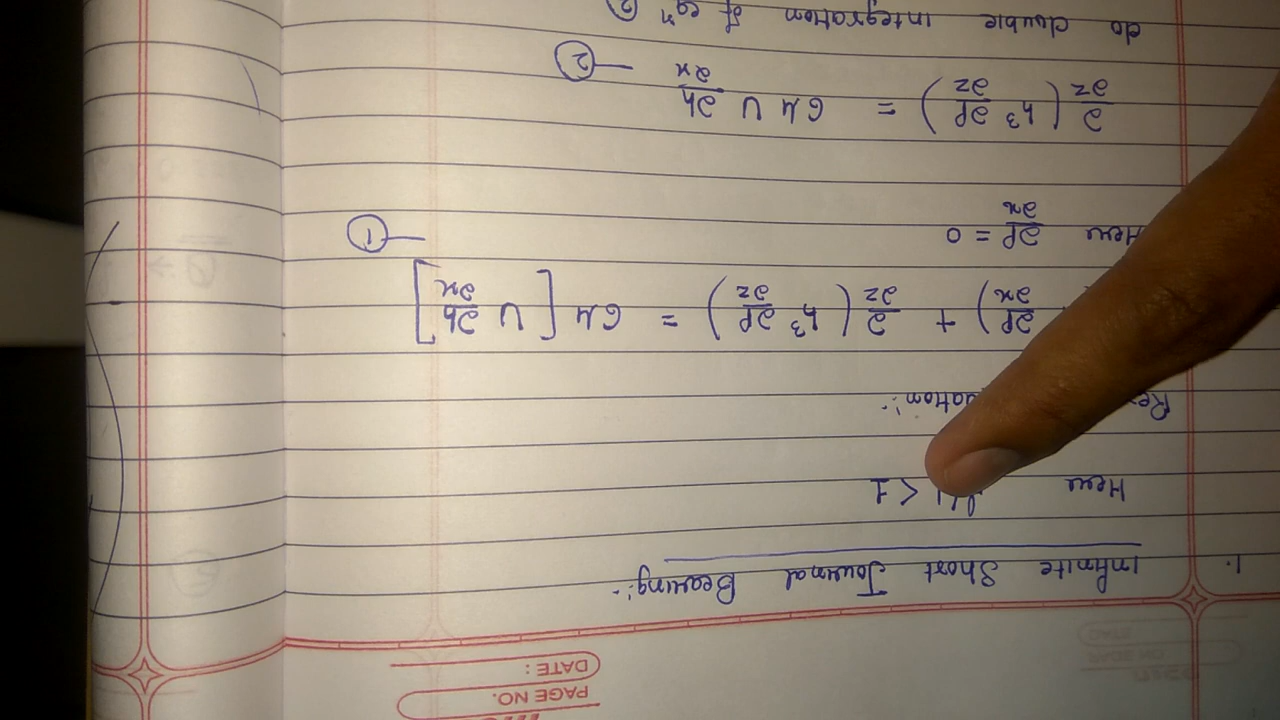 PAGE NO.
DATE :
1. Infinite Short Journal Bearing:-
Here < 1
∂p/∂x) + ∂/∂z (h³ ∂p/∂z) = 6μ [U ∂h/∂x] — ①
Here ∂p/∂x = 0
∂/∂z (h³ ∂p/∂z) = 6μ U ∂h/∂x — ②
do double integration of eqn ②